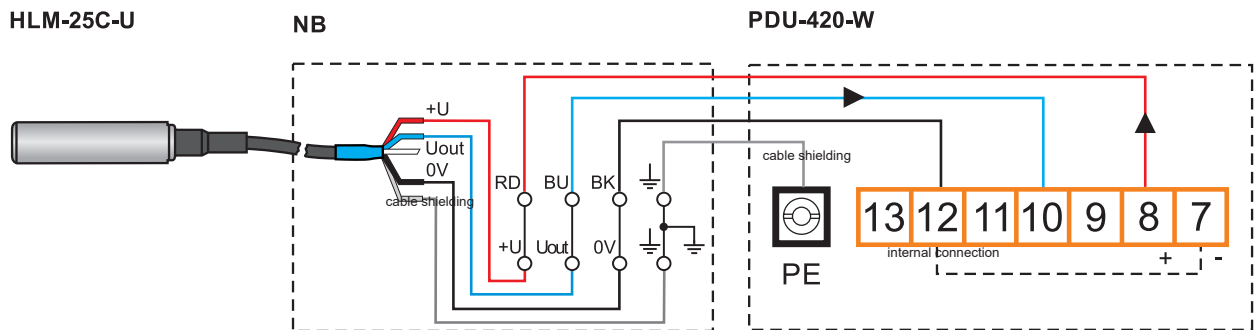 HLM-25C-U
NB
PDU-420-W
+U
Uout
0V
cable shielding
RD BU BK
+U Uout 0V
cable shielding
PE
13 12 11 10 9 8 7
internal connection
+ -